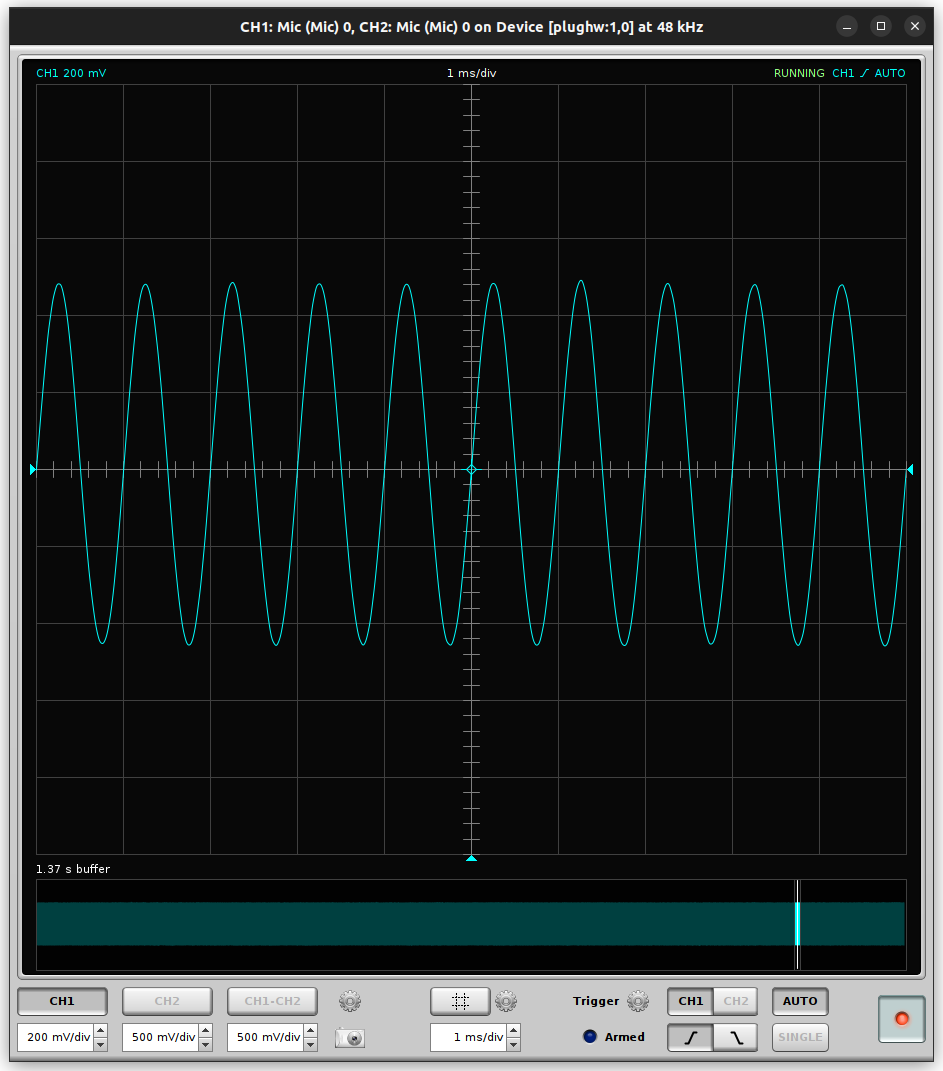 CH1: Mic (Mic) 0, CH2: Mic (Mic) 0 on Device [plughw:1,0] at 48 kHz
CH1 200 mV 1 ms/div RUNNING CH1 AUTO
1.37 s buffer
CH1 CH2 CH1-CH2 Trigger CH1 CH2 AUTO
200 mV/div 500 mV/div 500 mV/div 1 ms/div Armed SINGLE